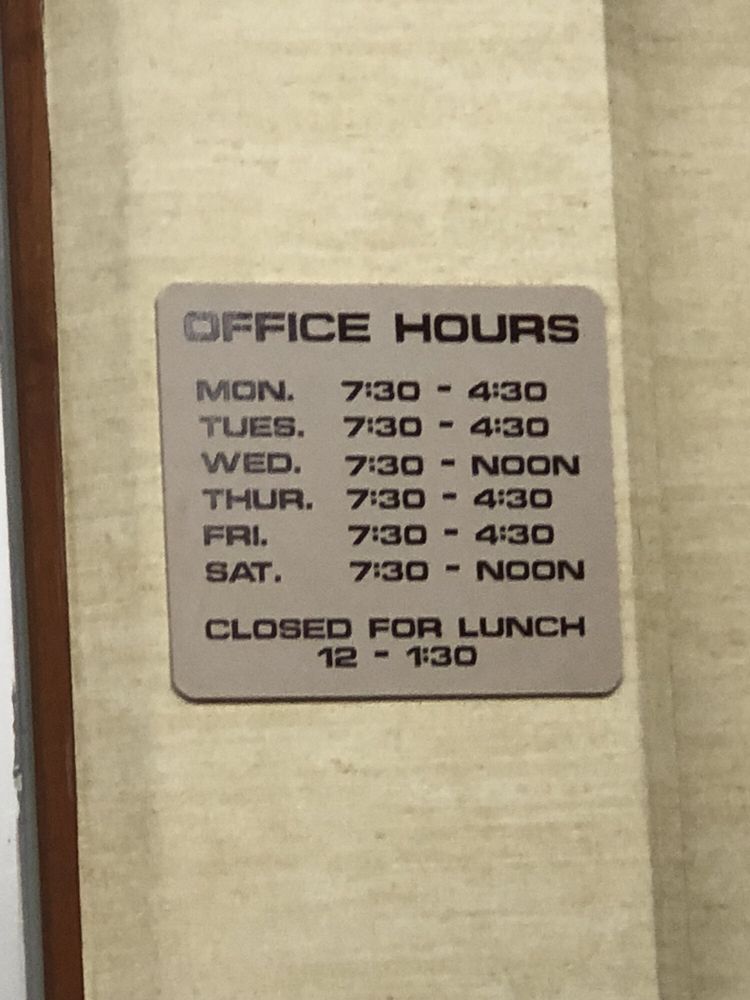 OFFICE HOURS
MON. 7:30 - 4:30
TUES. 7:30 - 4:30
WED. 7:30 - NOON
THUR. 7:30 - 4:30
FRI. 7:30 - 4:30
SAT. 7:30 - NOON
CLOSED FOR LUNCH
12 - 1:30